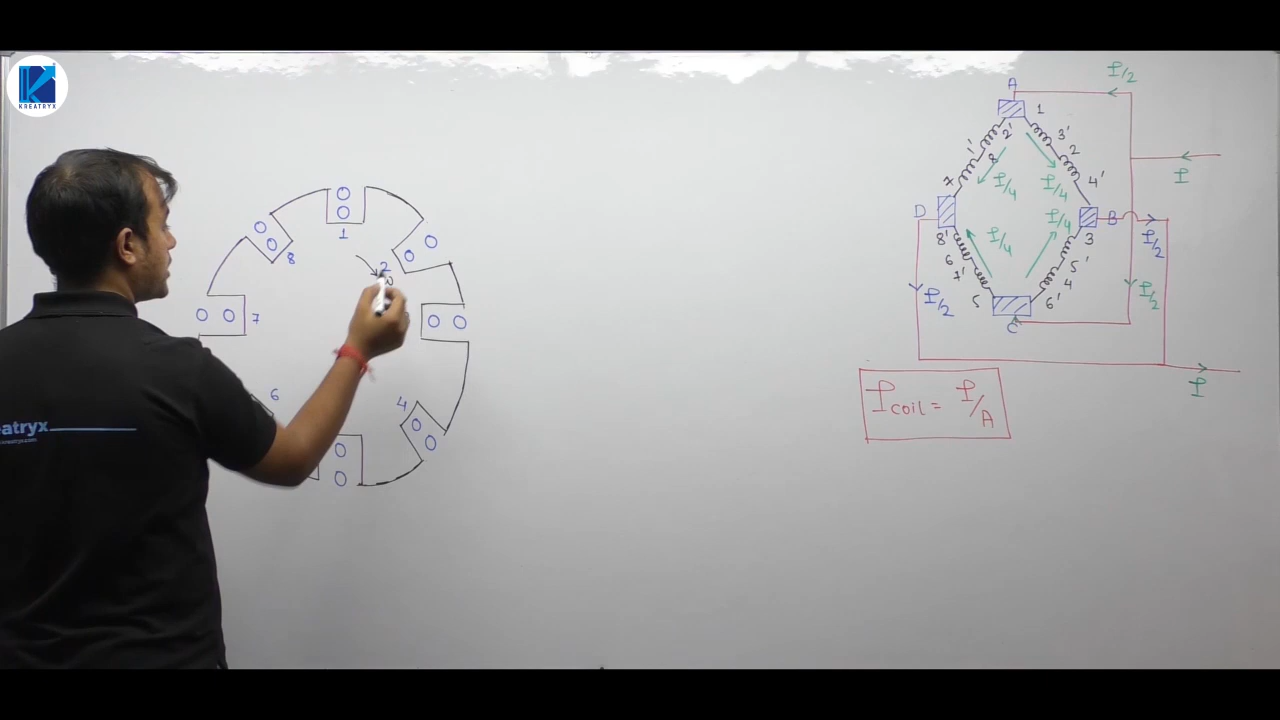 KREATRYX
eatryx
1
2
ω
8
7
6
4
I/2
A
1
2'
3'
2
1'
8
I/4
I/4
4'
7
I
D
B
I/4
I/2
8'
I/4
3
6
5'
7'
4
I/2
5
6'
I/2
C
I
I coil = I/A